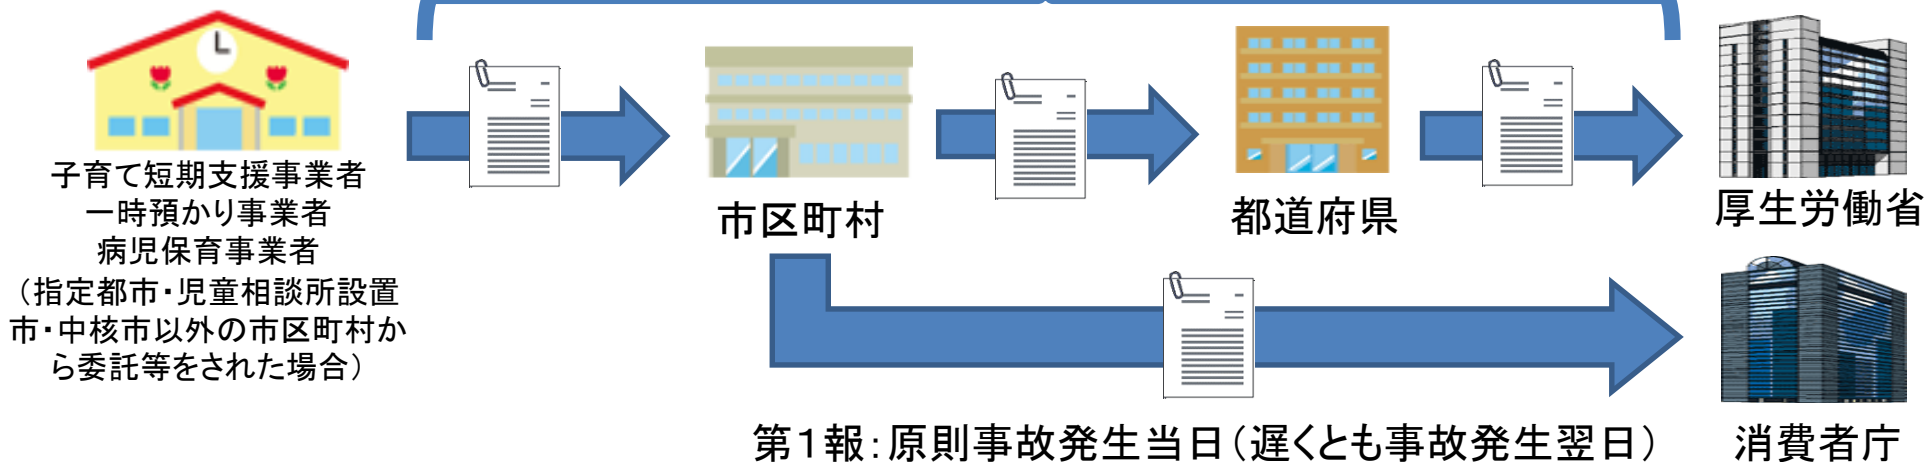 子育て短期支援事業者
一時預かり事業者
病児保育事業者
（指定都市・児童相談所設置
市・中核市以外の市区町村か
ら委託等をされた場合）
市区町村
都道府県
厚生労働省
第１報：原則事故発生当日（遅くとも事故発生翌日）
消費者庁